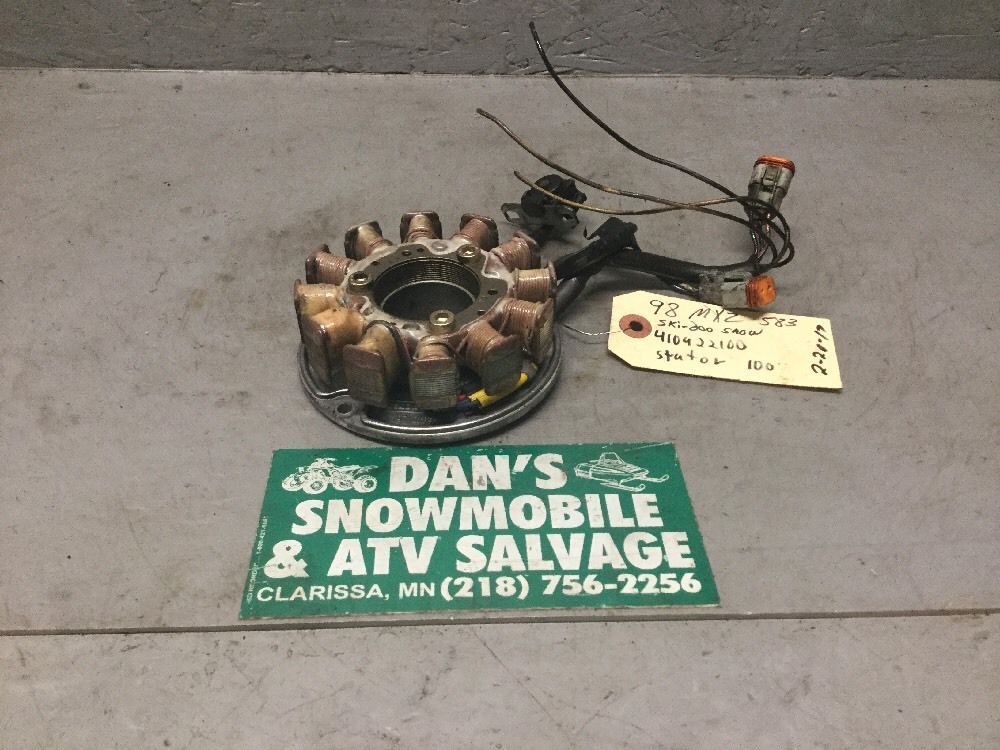 98 MXZ 583
Ski-doo Snow
410922100
Stator 100
2-28-17
DAN'S
SNOWMOBILE
& ATV SALVAGE
CLARISSA, MN (218) 756-2256